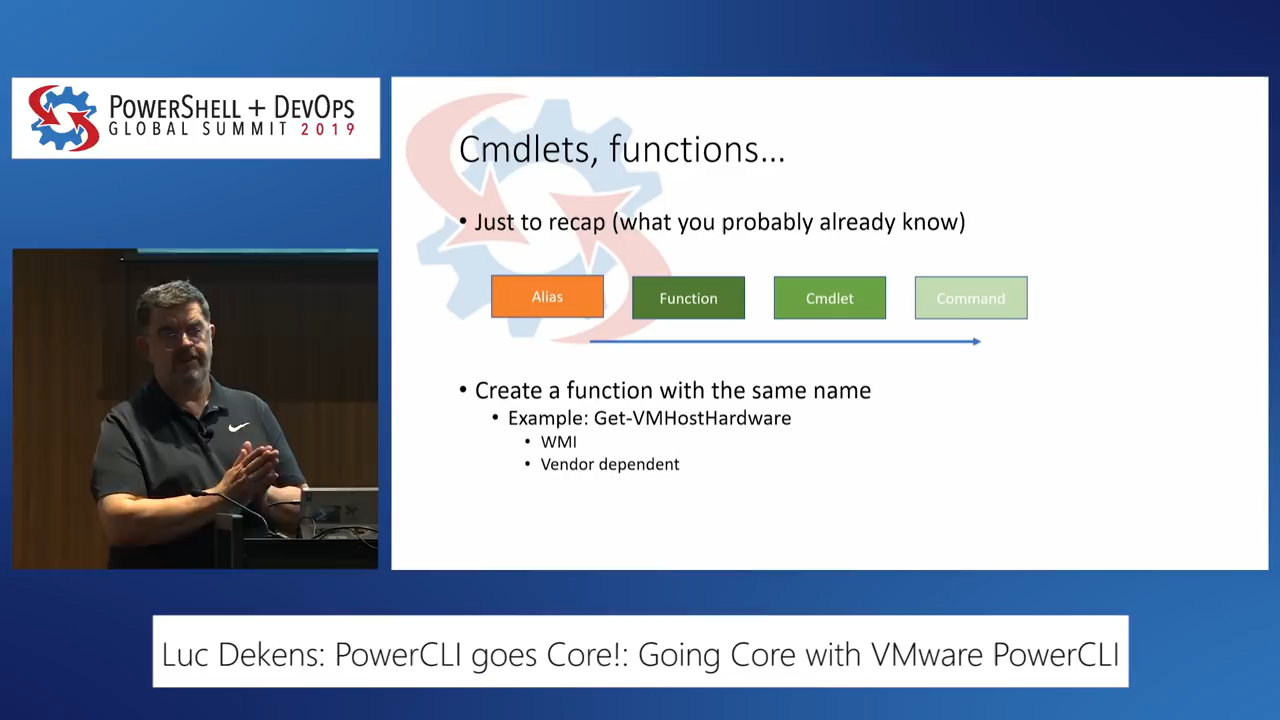 POWERSHELL + DEVOPS
GLOBAL SUMMIT 2019
Cmdlets, functions...
• Just to recap (what you probably already know)
Alias
Function
Cmdlet
Command
• Create a function with the same name
• Example: Get-VMHostHardware
• WMI
• Vendor dependent
Luc Dekens: PowerCLI goes Core!: Going Core with VMware PowerCLI